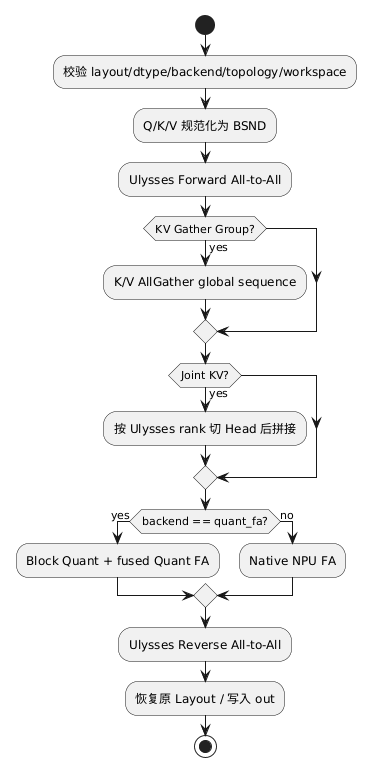 校验 layout/dtype/backend/topology/workspace
Q/K/V 规范化为 BSND
Ulysses Forward All-to-All
KV Gather Group?
yes
K/V AllGather global sequence
Joint KV?
yes
按 Ulysses rank 切 Head 后拼接
yes
backend == quant_fa?
no
Block Quant + fused Quant FA
Native NPU FA
Ulysses Reverse All-to-All
恢复原 Layout / 写入 out